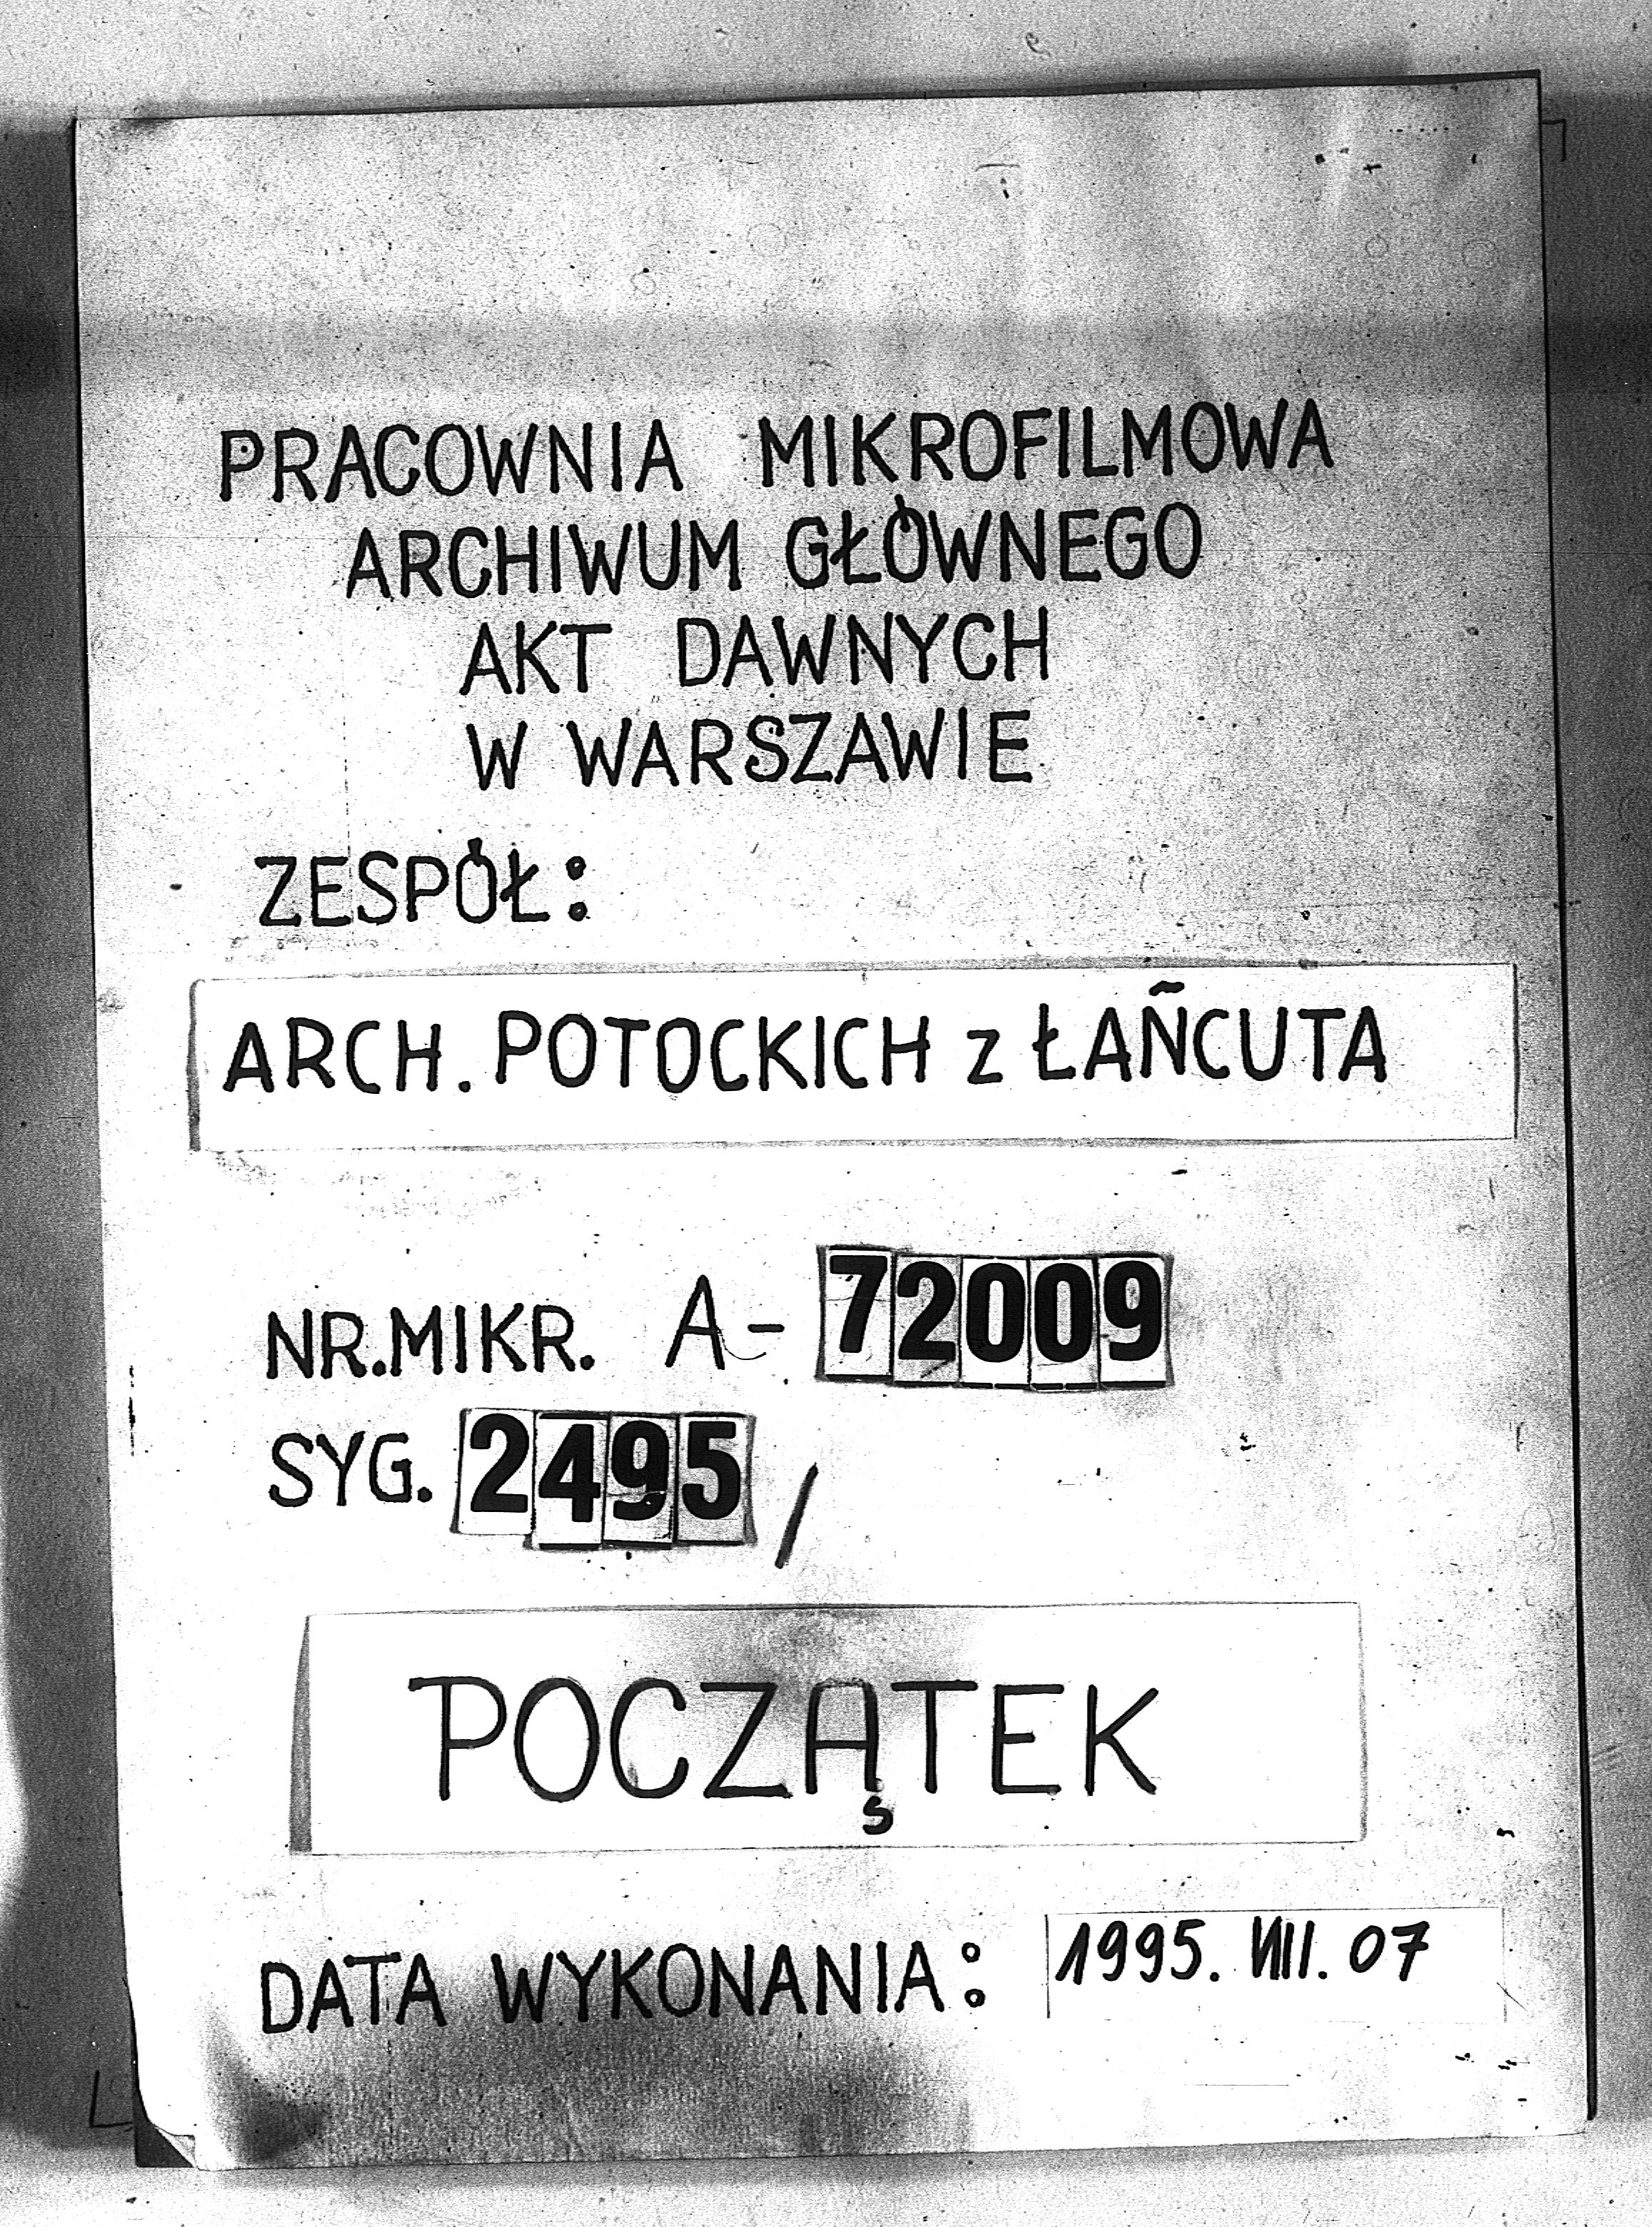 PRACOWNIA MIKROFILMOWA
ARCHIWUM GŁÓWNEGO
AKT DAWNYCH
W WARSZAWIE
ZESPÓŁ:
ARCH. POTOCKICH z ŁAŃCUTA
NR.MIKR. A-72009
SYG. 2495/
POCZĄTEK
DATA WYKONANIA: 1995. VIII. 07